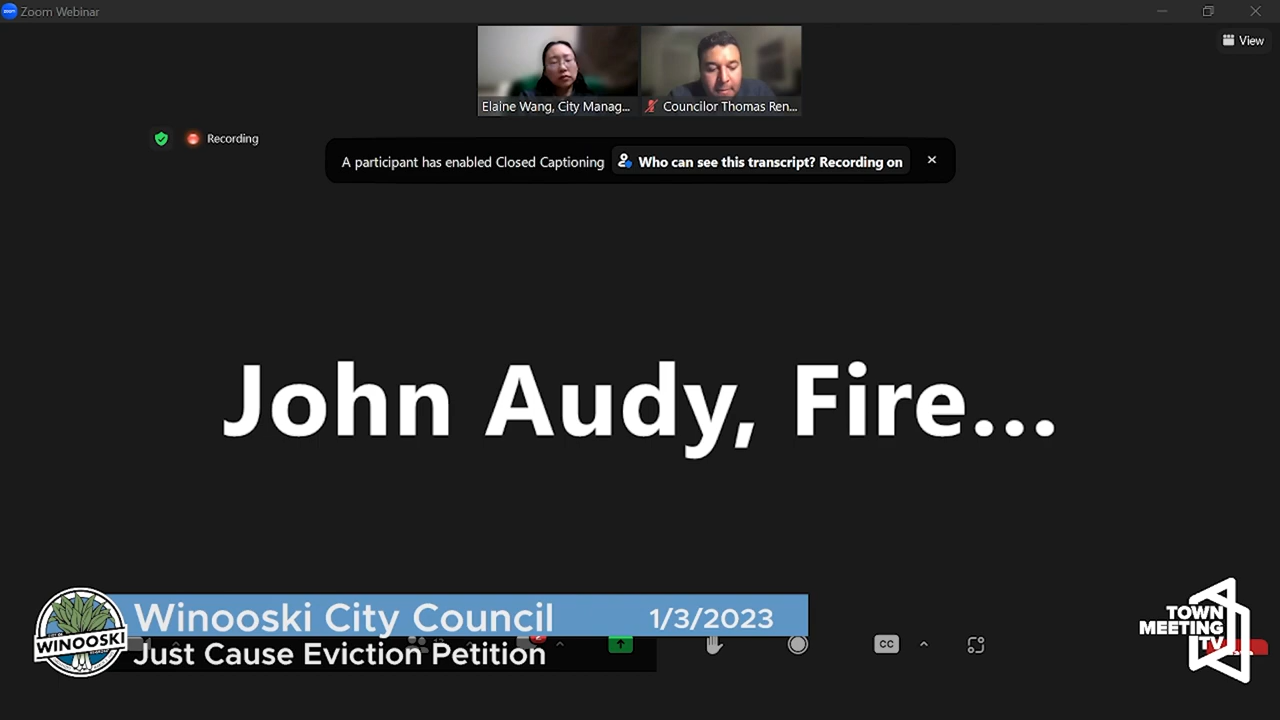 Zoom Webinar
View
Elaine Wang, City Manag...
Councilor Thomas Ren...
Recording
A participant has enabled Closed Captioning
Who can see this transcript? Recording on
John Audy, Fire...
Winooski City Council
1/3/2023
Just Cause Eviction Petition
WINOOSKI
TOWN
MEETING
TV
CC